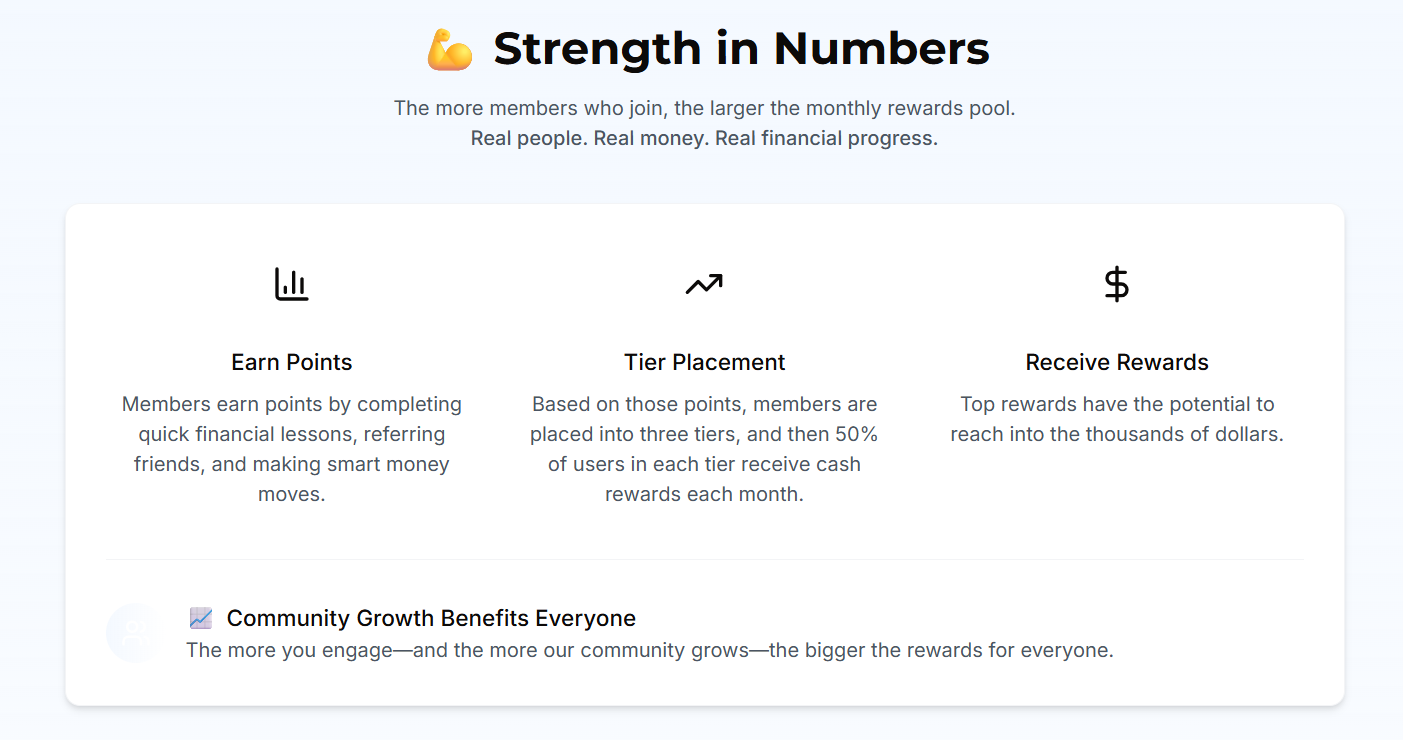 💪 Strength in Numbers
The more members who join, the larger the monthly rewards pool.
Real people. Real money. Real financial progress.
Earn Points
Members earn points by completing
quick financial lessons, referring
friends, and making smart money
moves.
Tier Placement
Based on those points, members are
placed into three tiers, and then 50%
of users in each tier receive cash
rewards each month.
Receive Rewards
Top rewards have the potential to
reach into the thousands of dollars.
📈 Community Growth Benefits Everyone
The more you engage—and the more our community grows—the bigger the rewards for everyone.